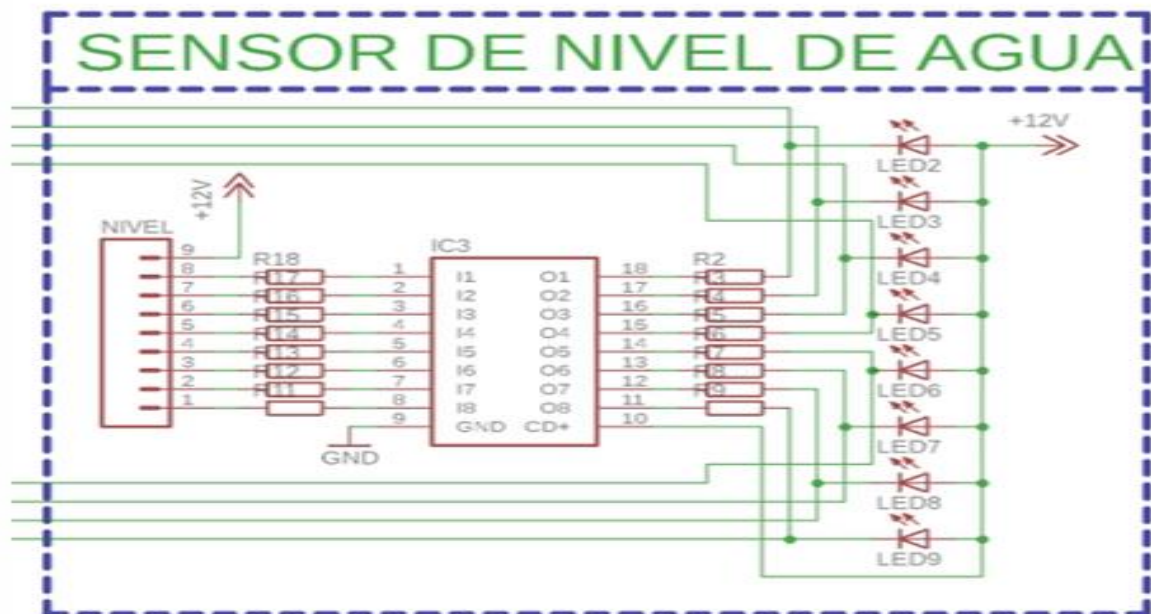 SENSOR DE NIVEL DE AGUA
+12V
LED2
LED3
LED4
LED5
LED6
LED7
LED8
LED9
+12V
NIVEL
9
8
7
6
5
4
3
2
1
R18
R17
R16
R15
R14
R13
R12
R11
IC3
1 I1 O1 18
2 I2 O2 17
3 I3 O3 16
4 I4 O4 15
5 I5 O5 14
6 I6 O6 13
7 I7 O7 12
8 I8 O8 11
9 GND CD+ 10
R2
R3
R4
R5
R6
R7
R8
R9
GND